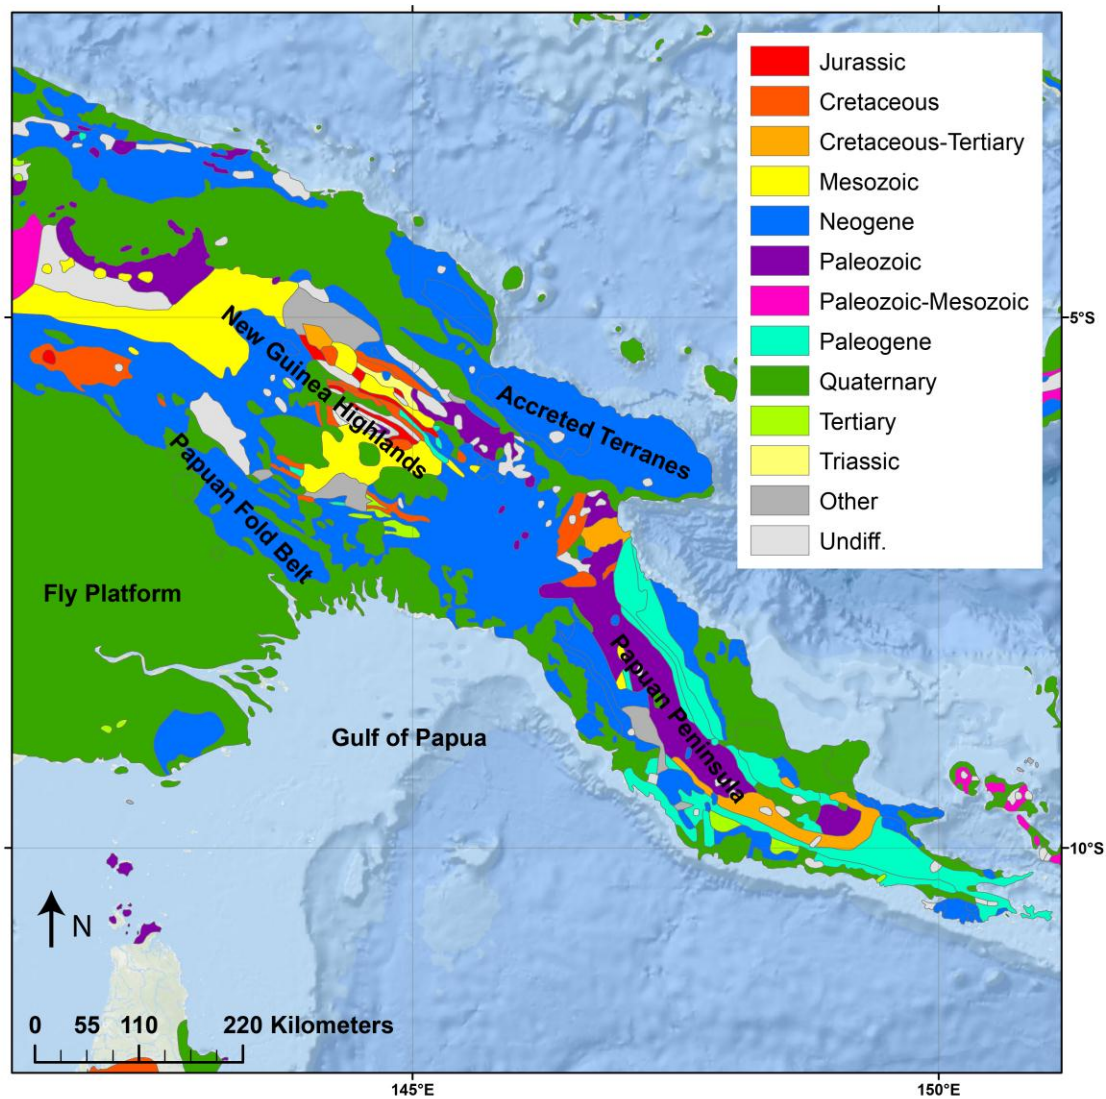 Jurassic
Cretaceous
Cretaceous-Tertiary
Mesozoic
Neogene
Paleozoic
Paleozoic-Mesozoic
Paleogene
Quaternary
Tertiary
Triassic
Other
Undiff.
5°S
New Guinea Highlands
Accreted Terranes
Papuan Fold Belt
Fly Platform
Papuan Peninsula
Gulf of Papua
10°S
N
0 55 110 220 Kilometers
145°E
150°E